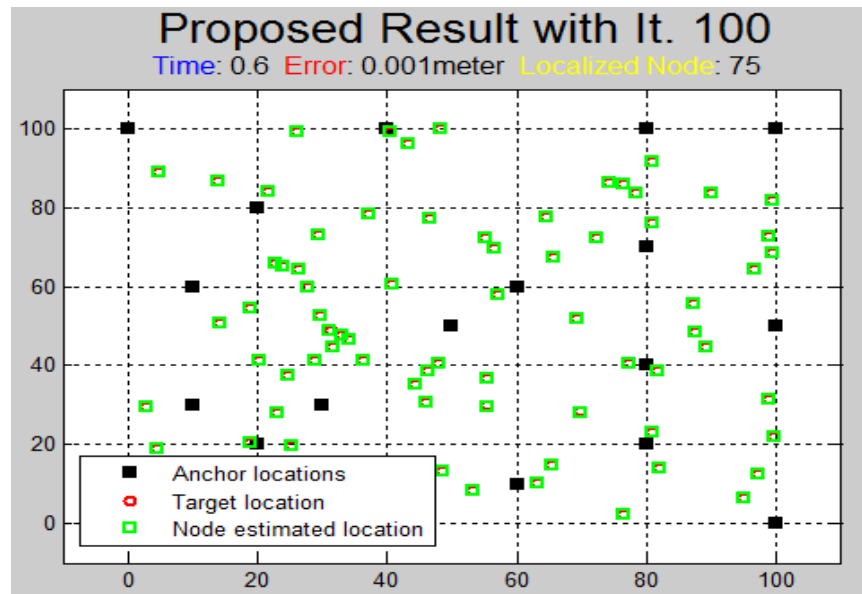 Proposed Result with It. 100
Time: 0.6 Error: 0.001meter Localized Node: 75
100
80
60
40
20
0
Anchor locations
Target location
Node estimated location
0 20 40 60 80 100